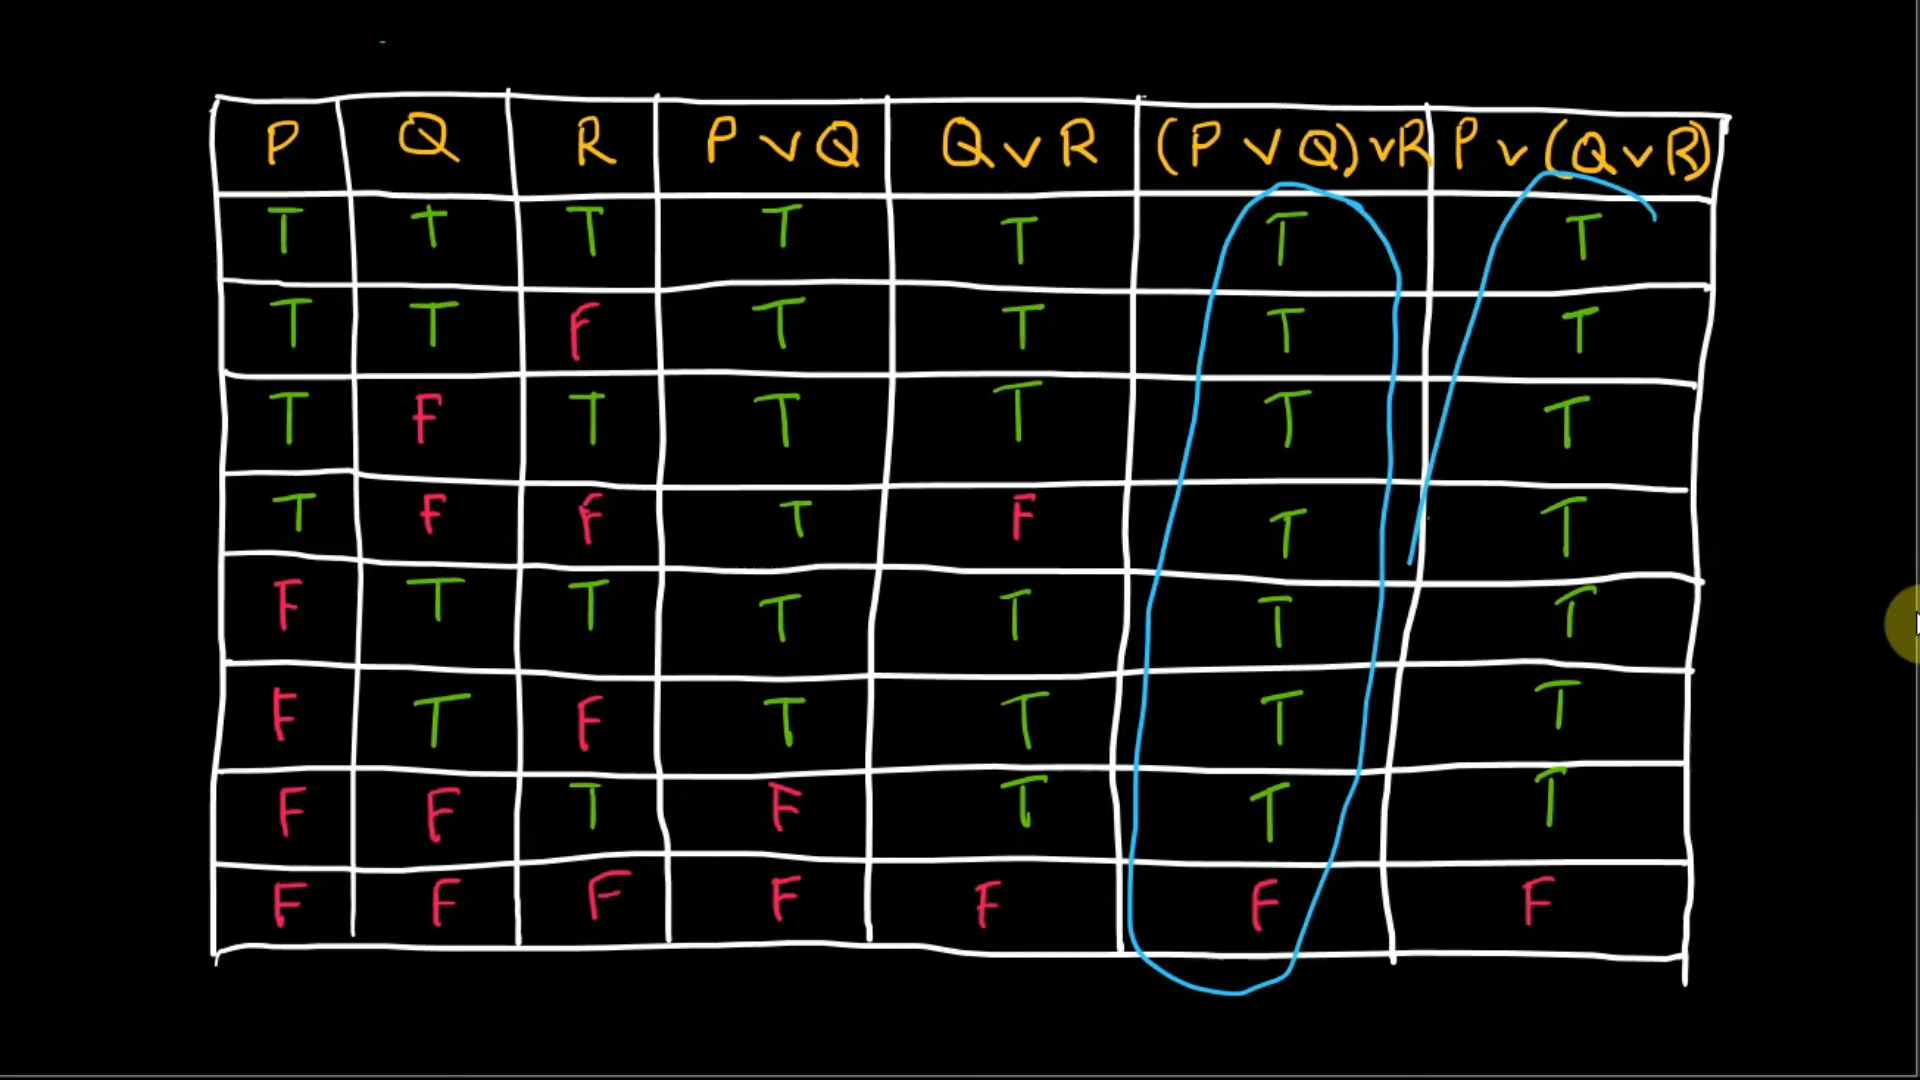 P Q R P ∨ Q Q ∨ R (P ∨ Q) ∨ R P ∨ (Q ∨ R)
T T T T T T T
T T F T T T T
T F T T T T T
T F F T F T T
F T T T T T T
F T F T T T T
F F T F T T T
F F F F F F F